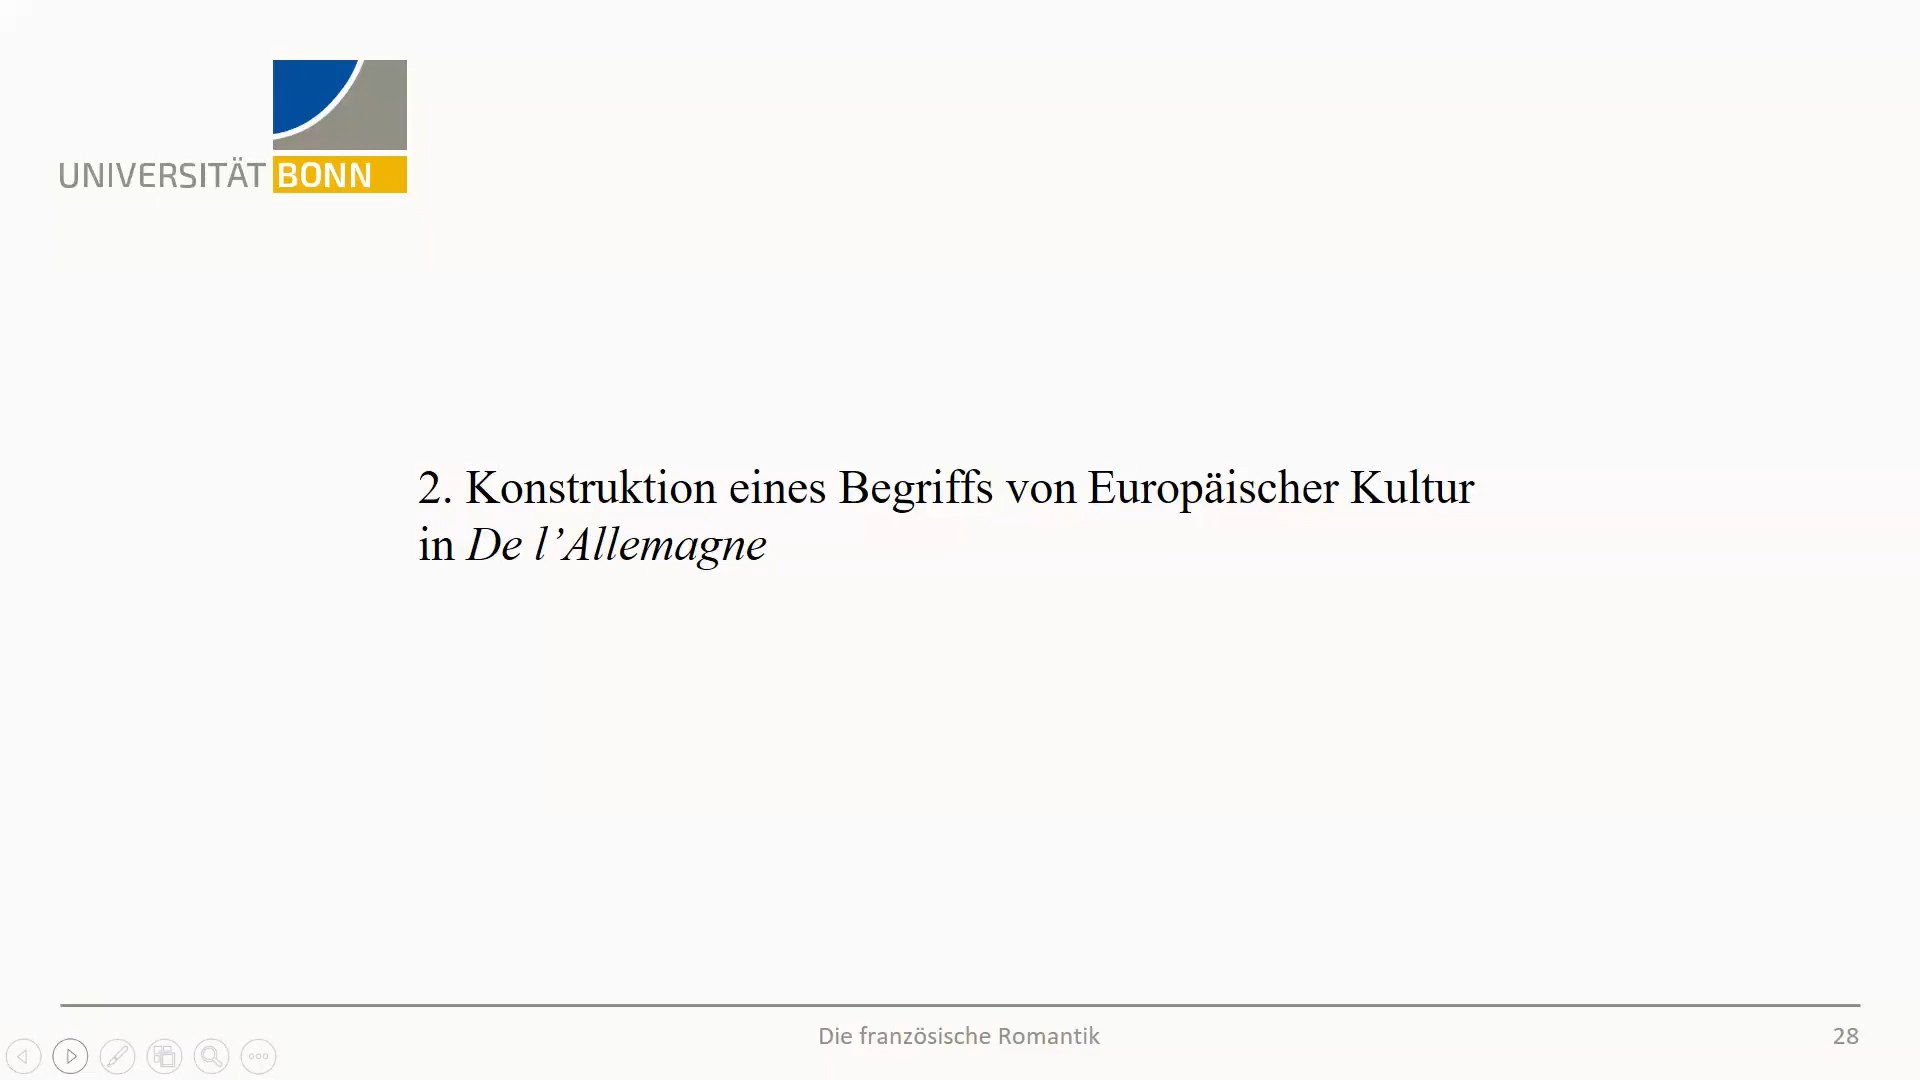 UNIVERSITÄT BONN
2. Konstruktion eines Begriffs von Europäischer Kultur
in De l’Allemagne
Die französische Romantik
28